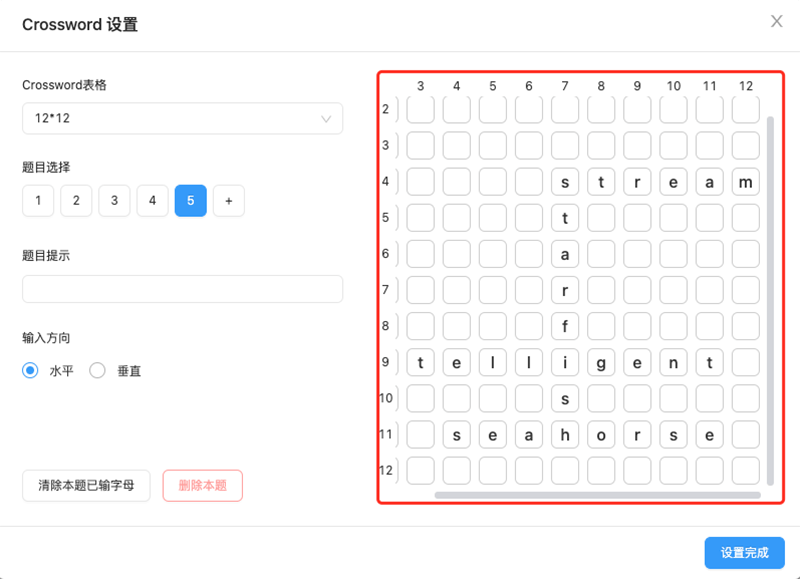 Crossword 设置
Crossword表格
12*12
题目选择
1 2 3 4 5 +
题目提示
输入方向
水平 垂直
清除本题已输字母 删除本题
3 4 5 6 7 8 9 10 11 12
2
3
4 s t r e a m
5 t
6 a
7 r
8 f
9 t e l l i g e n t
10 s
11 s e a h o r s e
12
设置完成